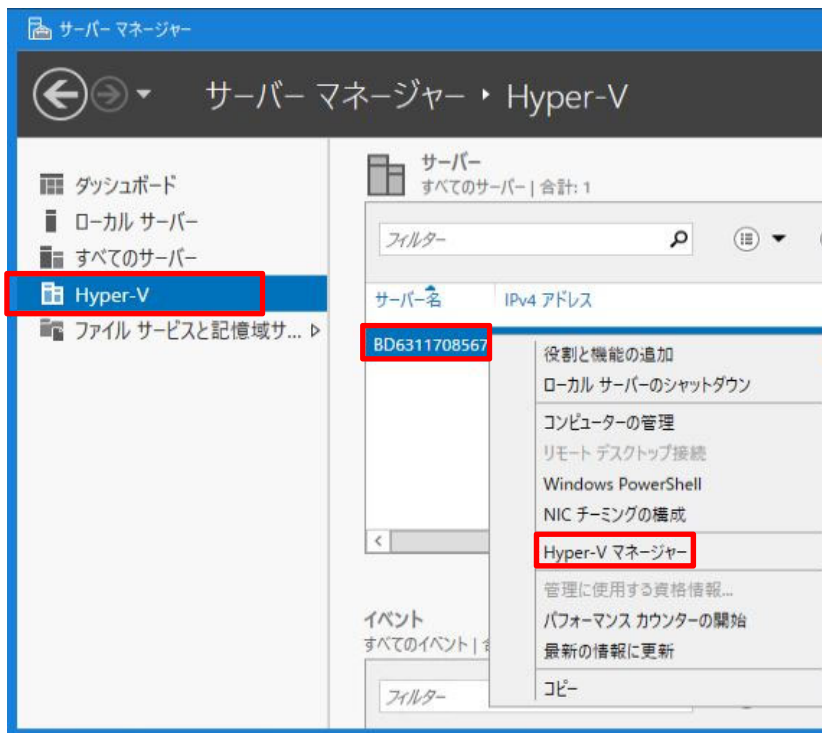 サーバー マネージャー
サーバー マネージャー ‣ Hyper-V
ダッシュボード
ローカル サーバー
すべてのサーバー
Hyper-V
ファイル サービスと記憶域サ...
サーバー
すべてのサーバー | 合計: 1
フィルター
サーバー名 IPv4 アドレス
BD6311708567
役割と機能の追加
ローカル サーバーのシャットダウン
コンピューターの管理
リモート デスクトップ接続
Windows PowerShell
NIC チーミングの構成
Hyper-V マネージャー
管理に使用する資格情報...
パフォーマンス カウンターの開始
最新の情報に更新
コピー
イベント
すべてのイベント |
フィルター